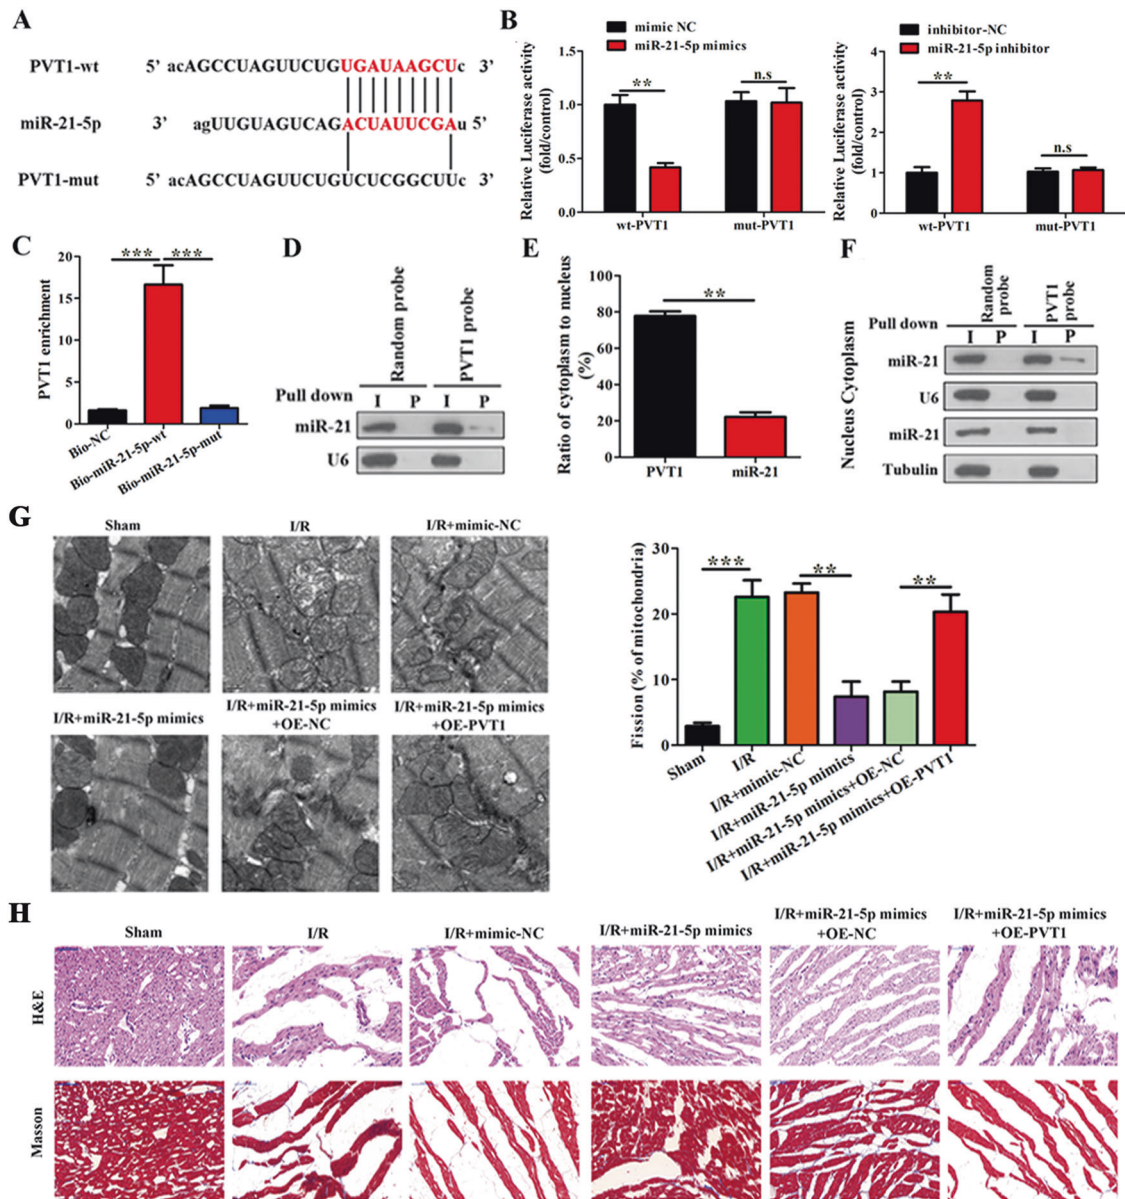 A
PVT1-wt 5’ acAGCCUAGUUCUGUGAUAAGCUc 3’
miR-21-5p 3’ agUUGUAGUCAGACUAUUCGAu 5’
PVT1-mut 5’ acAGCCUAGUUCUGUCUCGGCUUc 3’
B
mimic NC
miR-21-5p mimics
Relative Luciferase activity
(fold/control)
1.5
1.0
0.5
0.0
**
n.s
wt-PVT1
mut-PVT1
inhibitor-NC
miR-21-5p inhibitor
Relative Luciferase activity
(fold/control)
4
3
2
1
0
**
n.s
wt-PVT1
mut-PVT1
C
PVT1 enrichment
20
15
10
5
0
*** ***
Bio-NC
Bio-miR-21-5p-wt
Bio-miR-21-5p-mut
D
Random probe
PVT1 probe
Pull down I P I P
miR-21
U6
E
Ratio of cytoplasm to nucleus
(%)
100
80
60
40
20
0
**
PVT1
miR-21
F
Random
probe
PVT1
probe
Pull down I P I P
Nucleus Cytoplasm
miR-21
U6
miR-21
Tubulin
G
Sham
I/R
I/R+mimic-NC
I/R+miR-21-5p mimics
I/R+miR-21-5p mimics
+OE-NC
I/R+miR-21-5p mimics
+OE-PVT1
Fission (% of mitochondria)
30
20
10
0
*** ** **
Sham
I/R
I/R+mimic-NC
I/R+miR-21-5p mimics
I/R+miR-21-5p mimics+OE-NC
I/R+miR-21-5p mimics+OE-PVT1
H
Sham
I/R
I/R+mimic-NC
I/R+miR-21-5p mimics
I/R+miR-21-5p mimics
+OE-NC
I/R+miR-21-5p mimics
+OE-PVT1
H&E
Masson